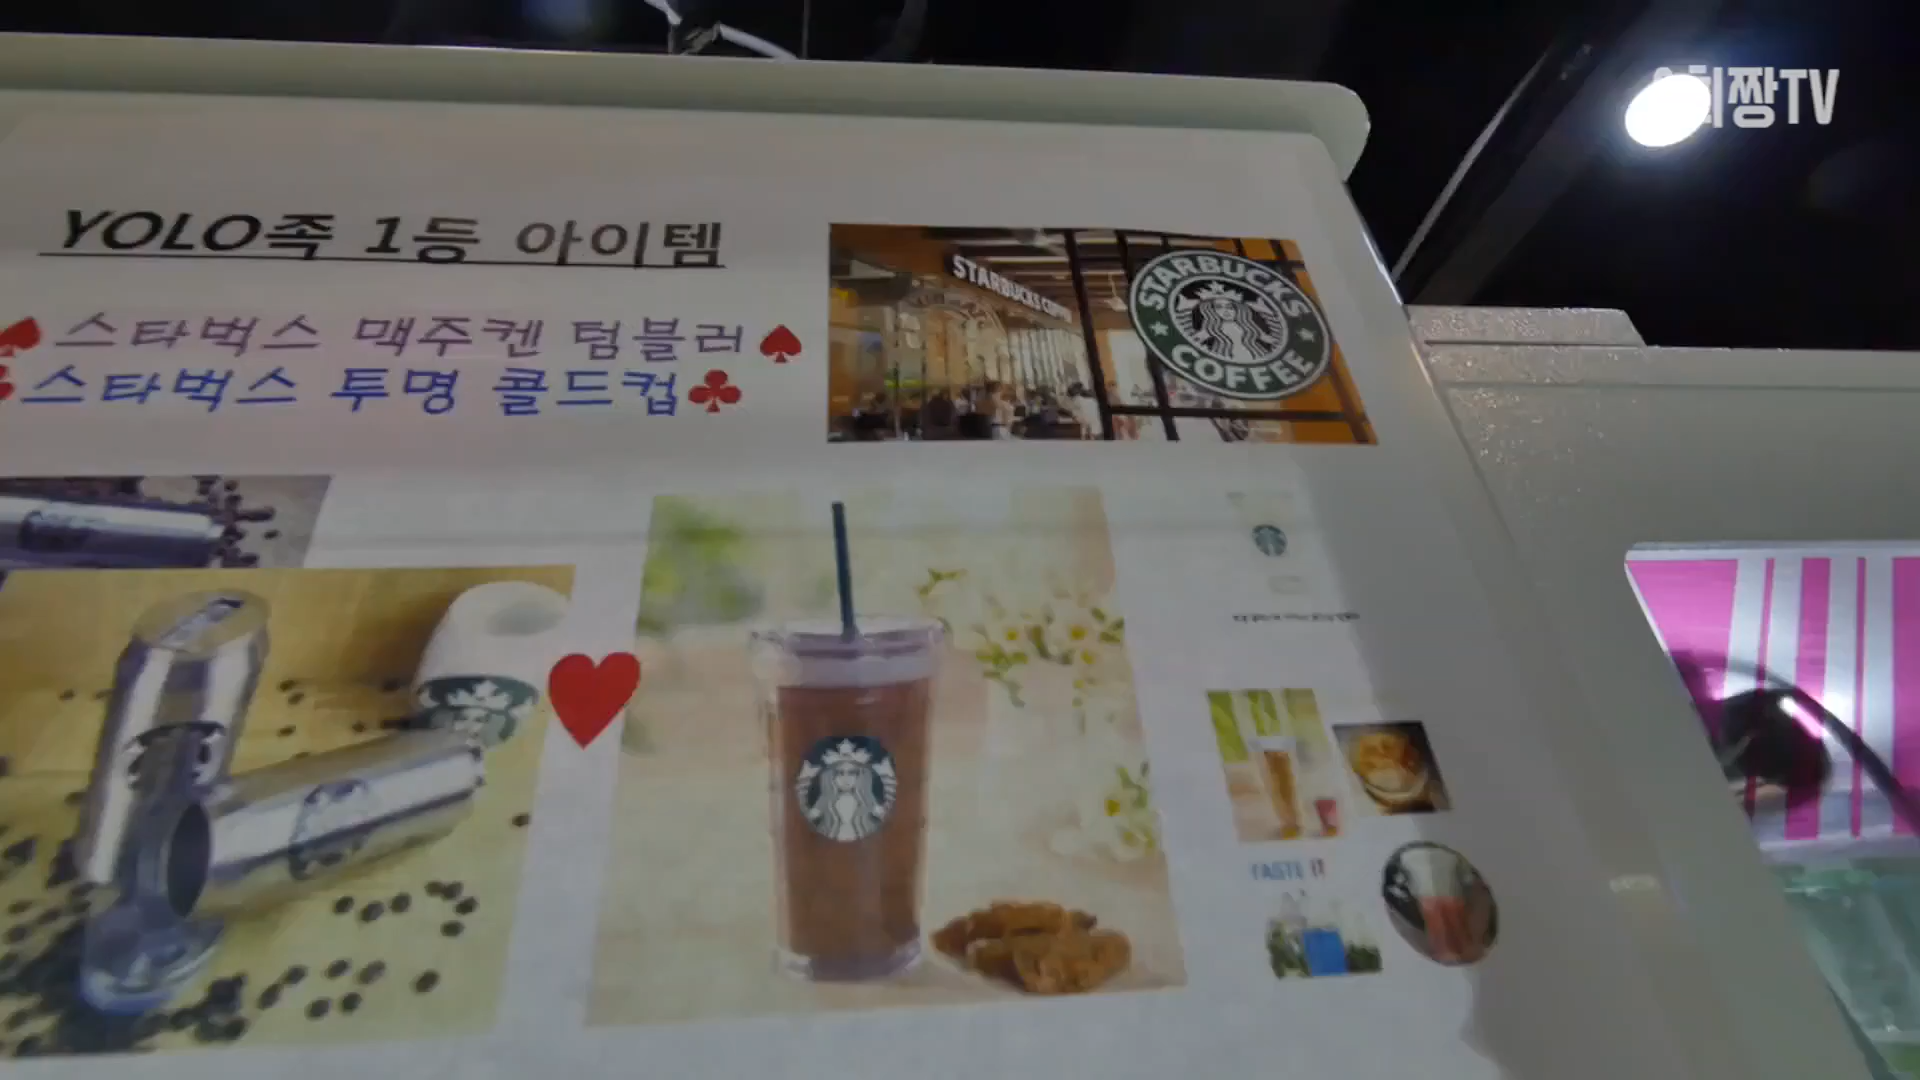 짱TV
YOLO족 1등 아이템
스타벅스 맥주켄 텀블러
스타벅스 투명 콜드컵
STARBUCKS COFFEE
STARBUCKS
COFFEE
TASTE IT